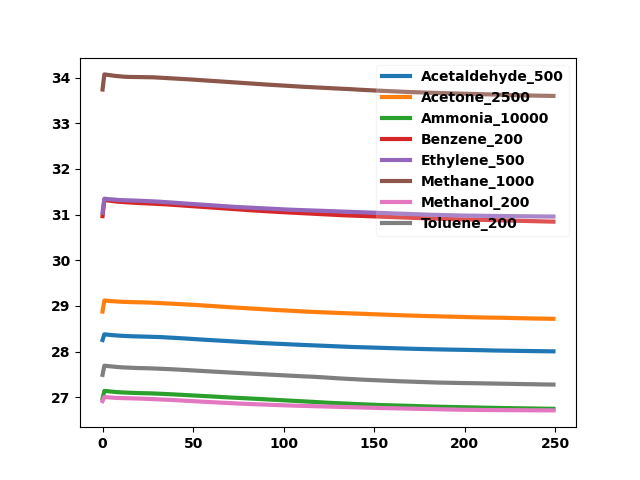 34
33
32
31
30
29
28
27
0 50 100 150 200 250
Acetaldehyde_500
Acetone_2500
Ammonia_10000
Benzene_200
Ethylene_500
Methane_1000
Methanol_200
Toluene_200